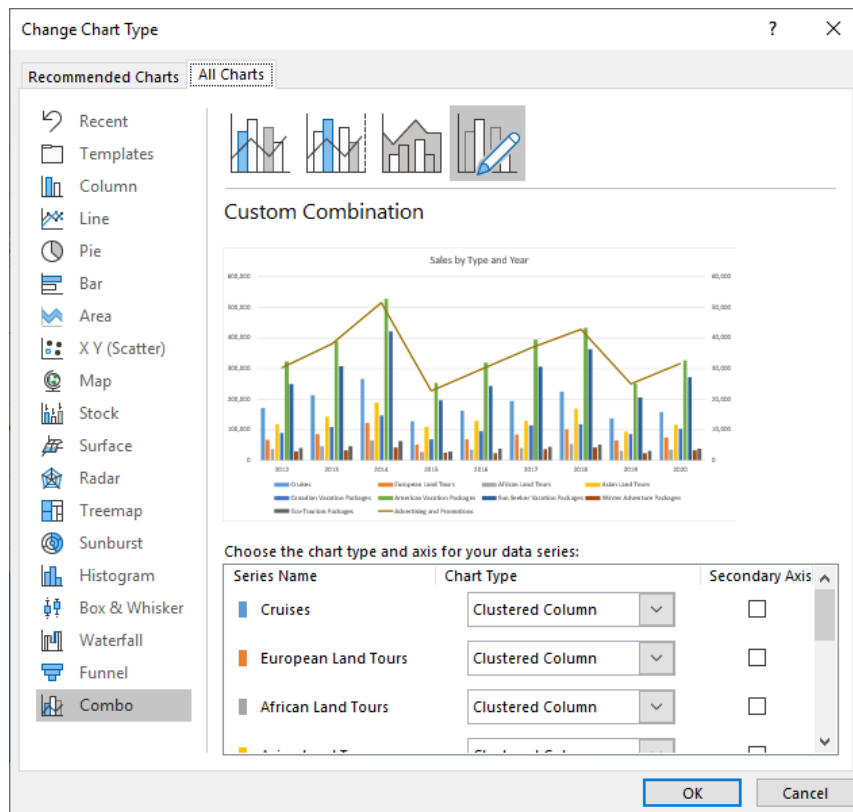 Change Chart Type ?
Recommended Charts All Charts
Recent
Templates
Column
Line
Pie
Bar
Area
X Y (Scatter)
Map
Stock
Surface
Radar
Treemap
Sunburst
Histogram
Box & Whisker
Waterfall
Funnel
Combo
Custom Combination
Sales by Type and Year
600,000 60,000
500,000 50,000
400,000 40,000
300,000 30,000
200,000 20,000
100,000 10,000
0 0
2012 2013 2014 2015 2016 2017 2018 2019 2020
Cruises European Land Tours African Land Tours Asian Land Tours
Canadian Vacation Packages American Vacation Packages Sun Seeker Vacation Packages Winter Adventure Packages
Eco-Tourism Packages Advertising and Promotions
Choose the chart type and axis for your data series:
Series Name Chart Type Secondary Axis
Cruises Clustered Column
European Land Tours Clustered Column
African Land Tours Clustered Column
OK Cancel